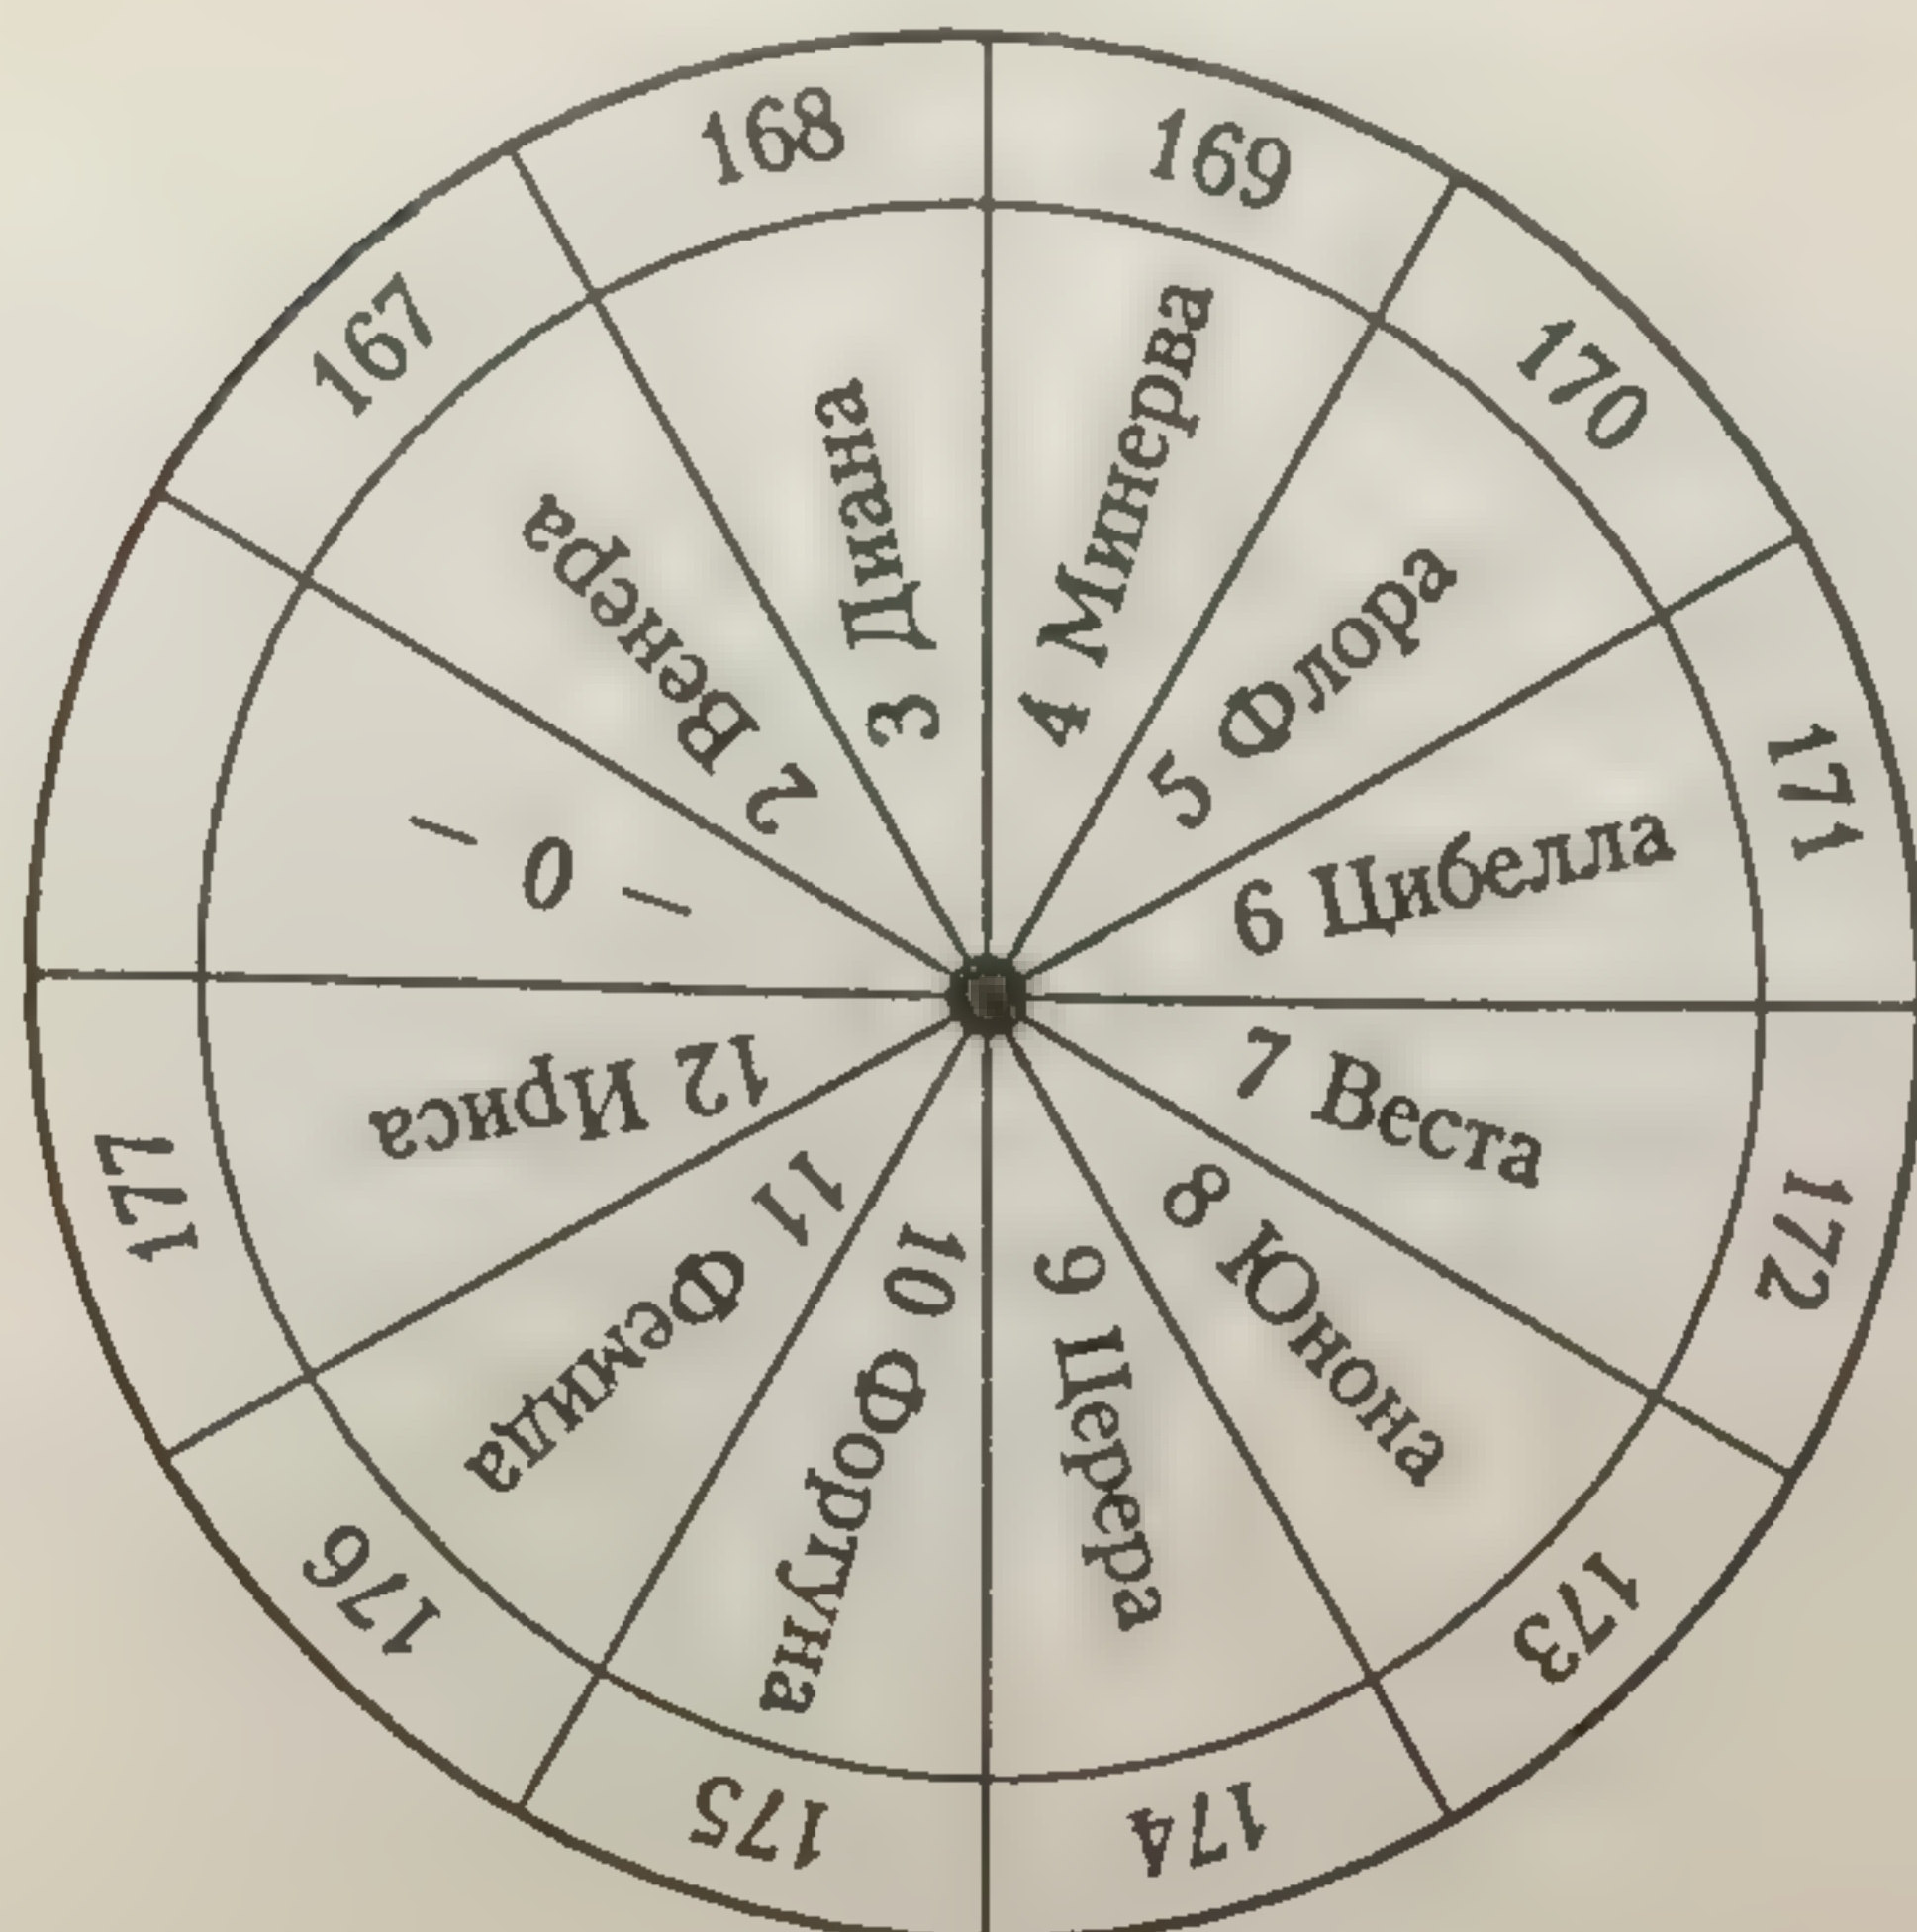 167
168
169
170
171
172
173
174
175
176
177
– 0 –
2 Венера
3 Диана
4 Минерва
5 Флора
6 Цибелла
7 Веста
8 Юнона
9 Церера
10 Фортуна
11 Фемида
12 Ириса